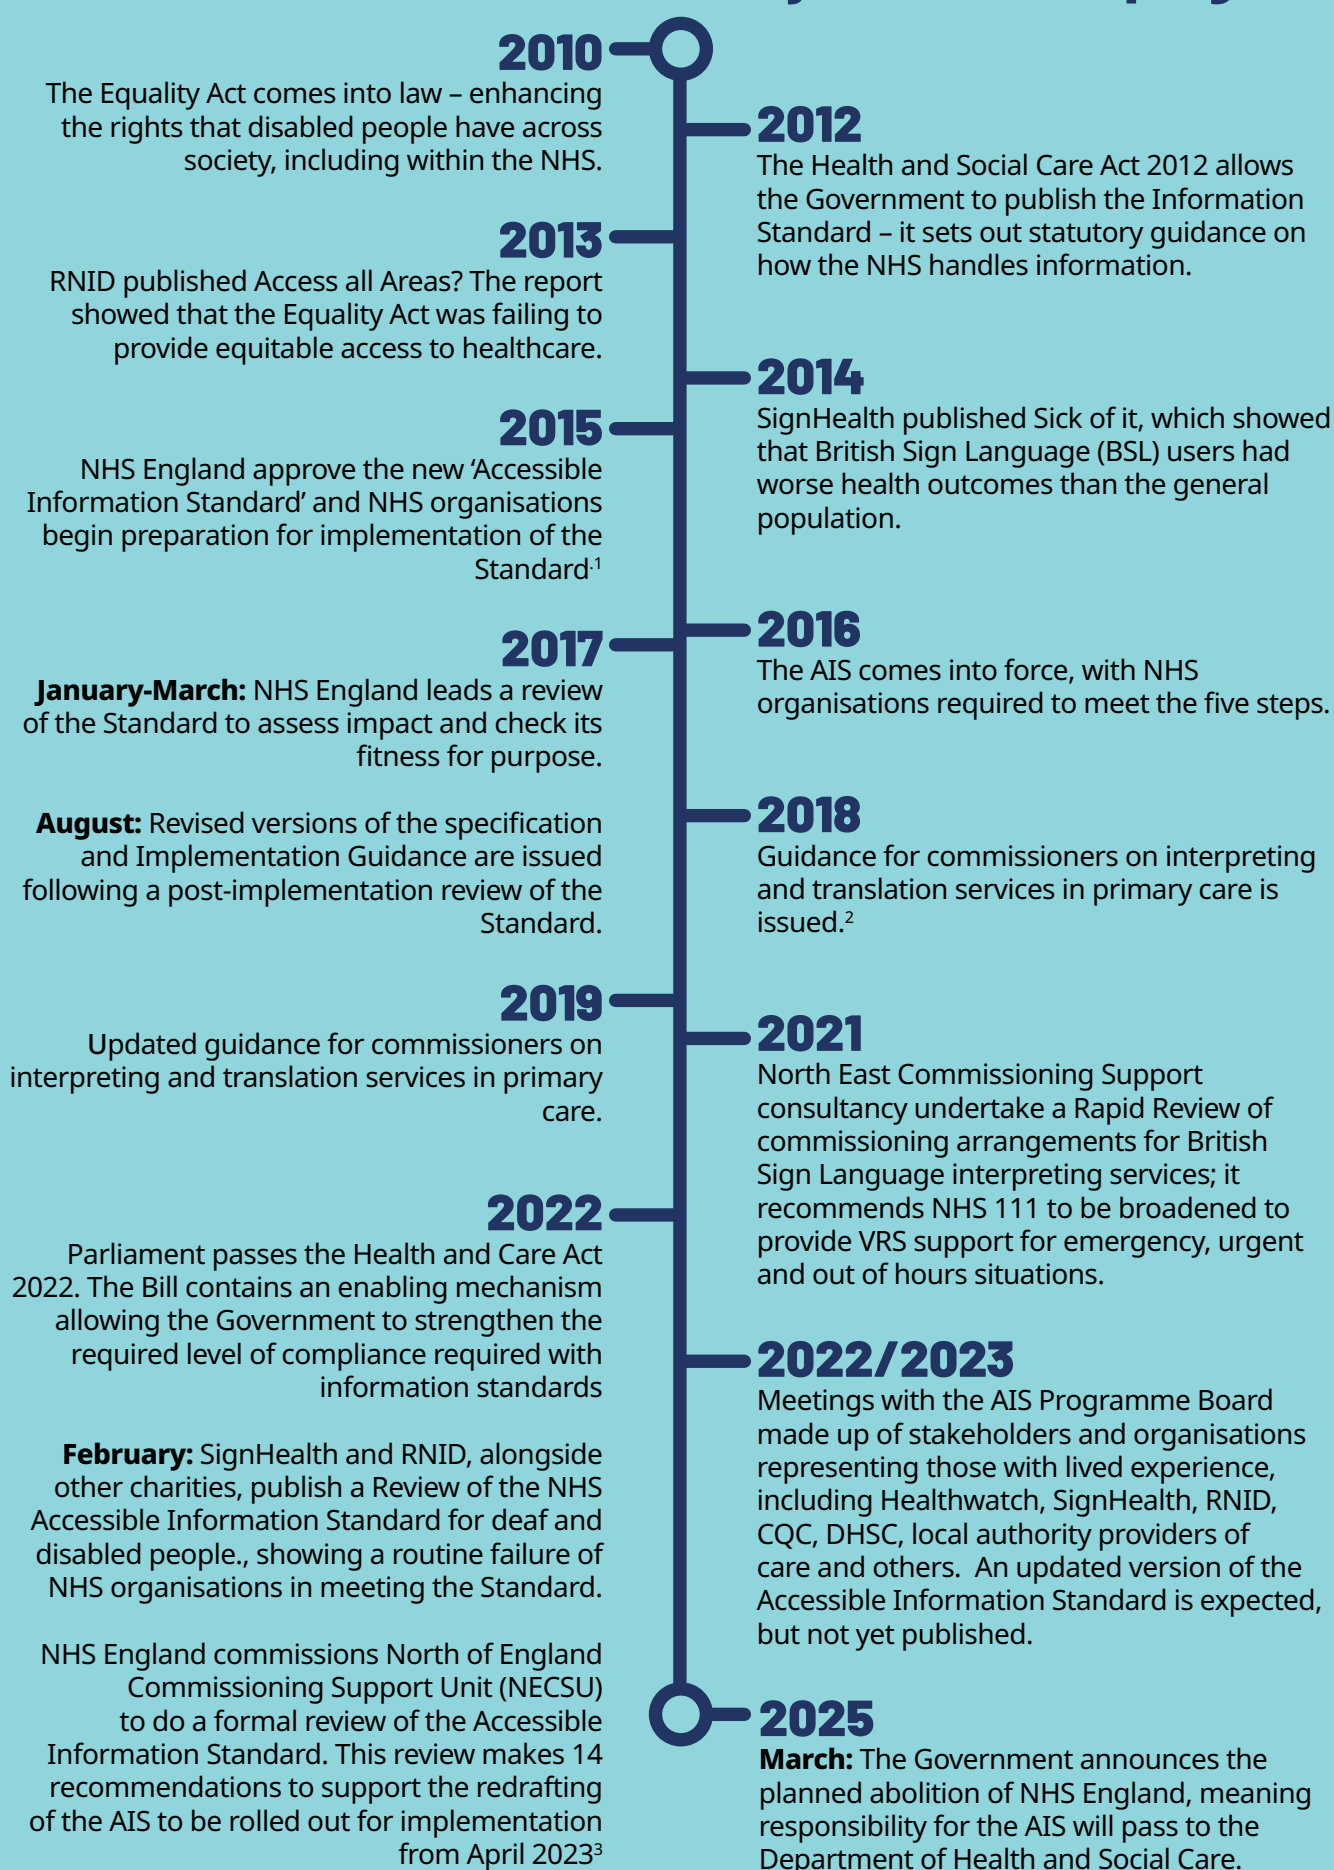 2010
The Equality Act comes into law – enhancing
the rights that disabled people have across
society, including within the NHS.
2012
The Health and Social Care Act 2012 allows
the Government to publish the Information
Standard – it sets out statutory guidance on
how the NHS handles information.
2013
RNID published Access all Areas? The report
showed that the Equality Act was failing to
provide equitable access to healthcare.
2014
SignHealth published Sick of it, which showed
that British Sign Language (BSL) users had
worse health outcomes than the general
population.
2015
NHS England approve the new ‘Accessible
Information Standard’ and NHS organisations
begin preparation for implementation of the
Standard.¹
2016
The AIS comes into force, with NHS
organisations required to meet the five steps.
2017
January-March: NHS England leads a review
of the Standard to assess impact and check its
fitness for purpose.
August: Revised versions of the specification
and Implementation Guidance are issued
following a post-implementation review of the
Standard.
2018
Guidance for commissioners on interpreting
and translation services in primary care is
issued.²
2019
Updated guidance for commissioners on
interpreting and translation services in primary
care.
2021
North East Commissioning Support
consultancy undertake a Rapid Review of
commissioning arrangements for British
Sign Language interpreting services; it
recommends NHS 111 to be broadened to
provide VRS support for emergency, urgent
and out of hours situations.
2022
Parliament passes the Health and Care Act
2022. The Bill contains an enabling mechanism
allowing the Government to strengthen the
required level of compliance required with
information standards
February: SignHealth and RNID, alongside
other charities, publish a Review of the NHS
Accessible Information Standard for deaf and
disabled people., showing a routine failure of
NHS organisations in meeting the Standard.
NHS England commissions North of England
Commissioning Support Unit (NECSU)
to do a formal review of the Accessible
Information Standard. This review makes 14
recommendations to support the redrafting
of the AIS to be rolled out for implementation
from April 2023³
2022/2023
Meetings with the AIS Programme Board
made up of stakeholders and organisations
representing those with lived experience,
including Healthwatch, SignHealth, RNID,
CQC, DHSC, local authority providers of
care and others.  An updated version of the
Accessible Information Standard is expected,
but not yet published.
2025
March: The Government announces the
planned abolition of NHS England, meaning
responsibility for the AIS will pass to the
Department of Health and Social Care.